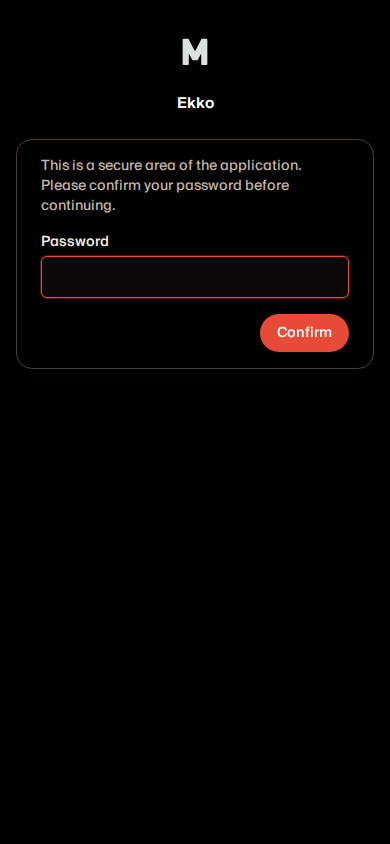 M
Ekko
This is a secure area of the application.
Please confirm your password before
continuing.
Password
Confirm